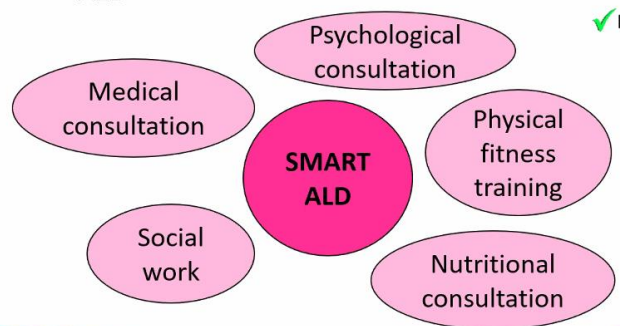 Psychological
consultation
Medical
consultation
Physical
fitness
training
SMART
ALD
Social
work
Nutritional
consultation